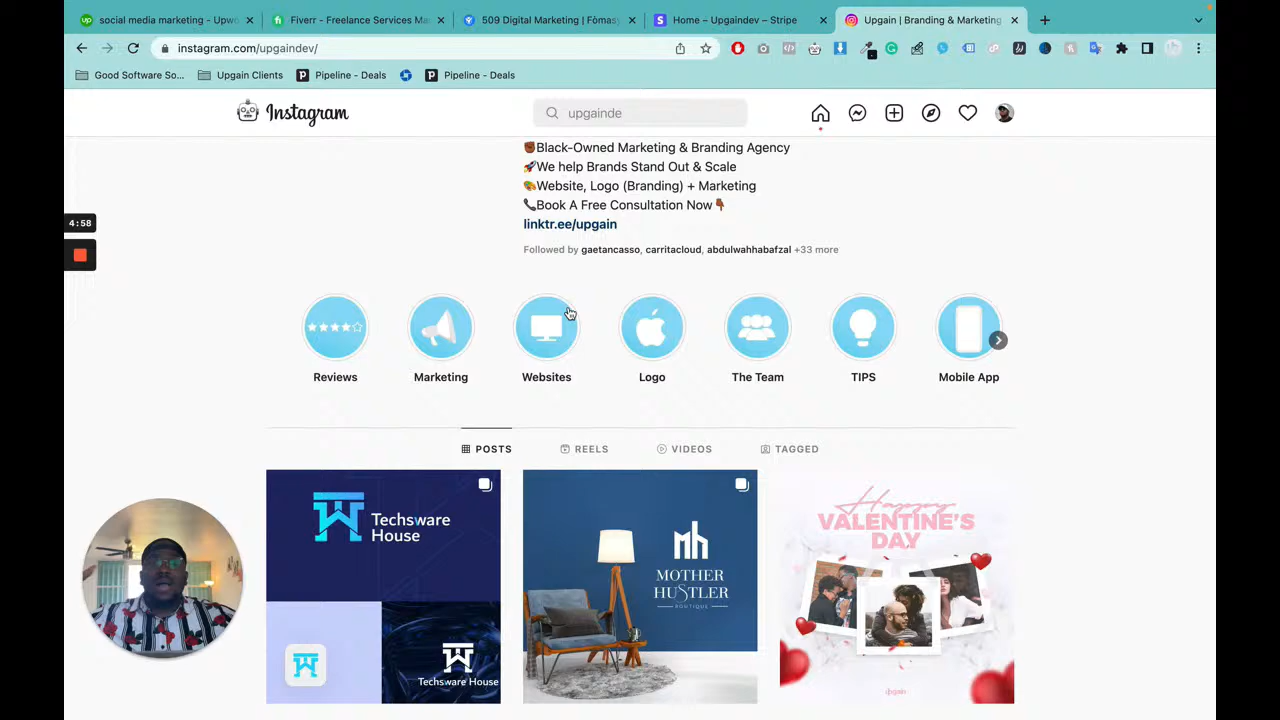 social media marketing - Upwo
Fiverr - Freelance Services Ma
509 Digital Marketing | Fòmasy
Home – Upgaindev – Stripe
Upgain | Branding & Marketing
instagram.com/upgaindev/
Good Software So...
Upgain Clients
Pipeline - Deals
Pipeline - Deals
Instagram
upgainde
Black-Owned Marketing & Branding Agency
We help Brands Stand Out & Scale
Website, Logo (Branding) + Marketing
Book A Free Consultation Now
linktr.ee/upgain
Followed by gaetancasso, carritacloud, abdulwahhabafzal +33 more
4:58
Reviews
Marketing
Websites
Logo
The Team
TIPS
Mobile App
POSTS
REELS
VIDEOS
TAGGED
Techsware
House
Techsware House
mh
MOTHER
HUSTLER
BOUTIQUE
Happy
VALENTINE'S
DAY
upgain